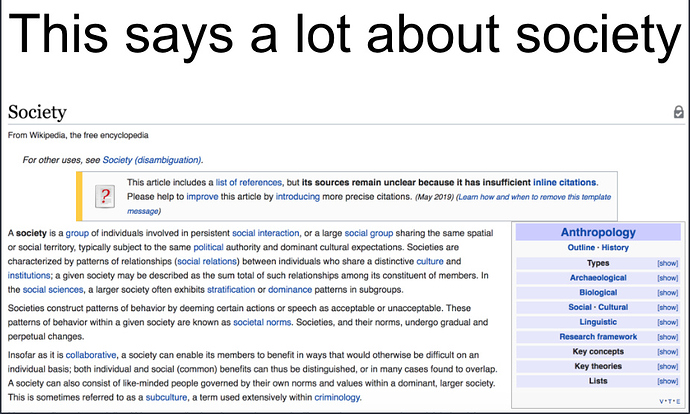 This says a lot about society
Society
From Wikipedia, the free encyclopedia
For other uses, see Society (disambiguation).
This article includes a list of references, but its sources remain unclear because it has insufficient inline citations.
Please help to improve this article by introducing more precise citations. (May 2019) (Learn how and when to remove this template
message)
A society is a group of individuals involved in persistent social interaction, or a large social group sharing the same spatial
or social territory, typically subject to the same political authority and dominant cultural expectations. Societies are
characterized by patterns of relationships (social relations) between individuals who share a distinctive culture and
institutions; a given society may be described as the sum total of such relationships among its constituent of members. In
the social sciences, a larger society often exhibits stratification or dominance patterns in subgroups.
Societies construct patterns of behavior by deeming certain actions or speech as acceptable or unacceptable. These
patterns of behavior within a given society are known as societal norms. Societies, and their norms, undergo gradual and
perpetual changes.
Insofar as it is collaborative, a society can enable its members to benefit in ways that would otherwise be difficult on an
individual basis; both individual and social (common) benefits can thus be distinguished, or in many cases found to overlap.
A society can also consist of like-minded people governed by their own norms and values within a dominant, larger society.
This is sometimes referred to as a subculture, a term used extensively within criminology.
Anthropology
Outline · History
Types [show]
Archaeological [show]
Biological [show]
Social · Cultural [show]
Linguistic [show]
Research framework [show]
Key concepts [show]
Key theories [show]
Lists [show]
V · T · E